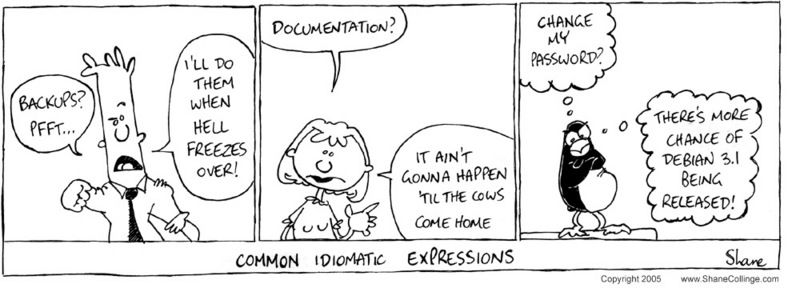 BACKUPS?
PFFT...
I'LL DO
THEM
WHEN
HELL
FREEZES
OVER!
DOCUMENTATION?
IT AIN'T
GONNA HAPPEN
'TIL THE COWS
COME HOME
CHANGE
MY
PASSWORD?
THERE'S MORE
CHANCE OF
DEBIAN 3.1
BEING
RELEASED!
COMMON IDIOMATIC EXPRESSIONS
Shane
Copyright 2005 www.ShaneCollinge.com